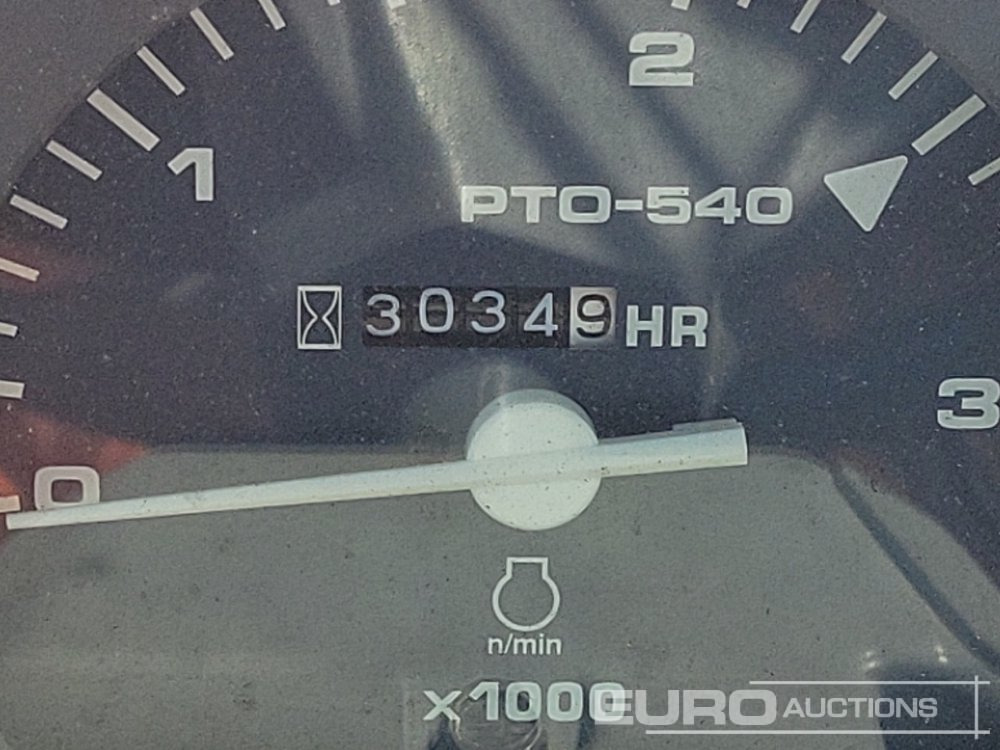 2
1
PTO-540
30349 HR
3
0
n/min
x1000
EURO AUCTIONS